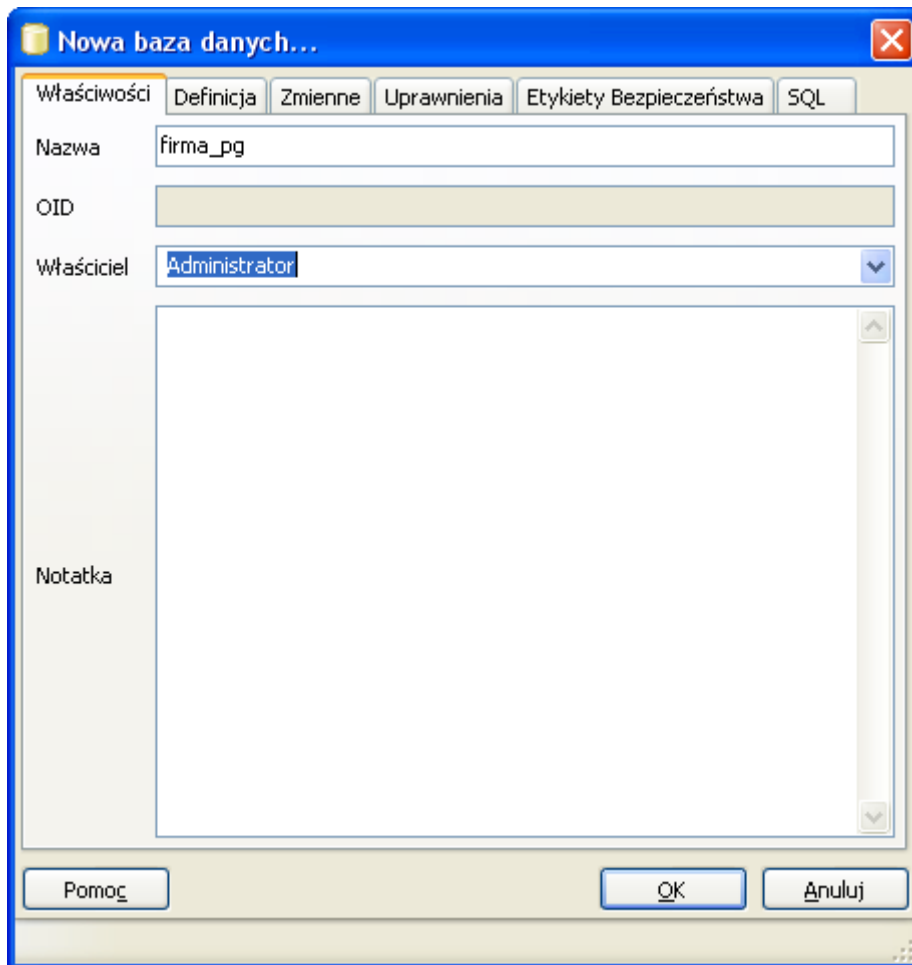 Nowa baza danych...
Właściwości Definicja Zmienne Uprawnienia Etykiety Bezpieczeństwa SQL
Nazwa firma_pg
OID
Właściciel Administrator
Notatka
Pomoc OK Anuluj